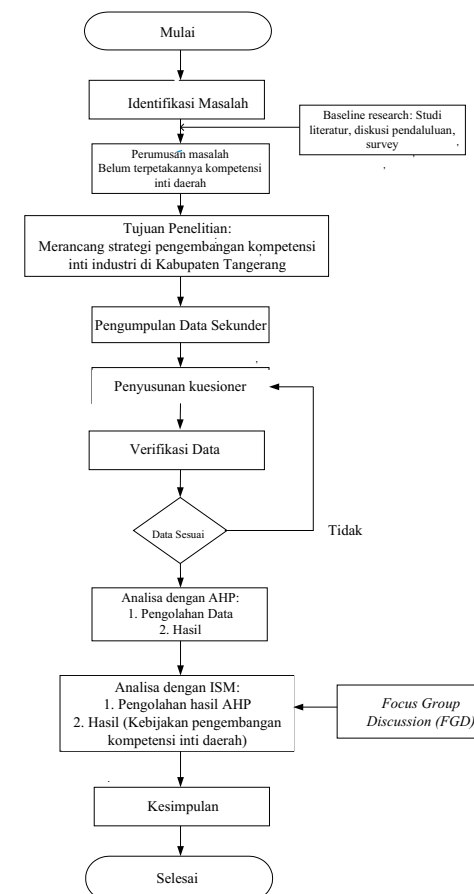 Mulai
Identifikasi Masalah
Baseline research: Studi
literatur, diskusi pendaluluan,
survey
Perumusan masalah
Belum terpetakannya kompetensi
inti daerah
Tujuan Penelitian:
Merancang strategi pengembangan kompetensi
inti industri di Kabupaten Tangerang
Pengumpulan Data Sekunder
Penyusunan kuesioner
Verifikasi Data
Data Sesuai
Tidak
Analisa dengan AHP:
1. Pengolahan Data
2. Hasil
Analisa dengan ISM:
1. Pengolahan hasil AHP
2. Hasil (Kebijakan pengembangan
kompetensi inti daerah)
Focus Group
Discussion (FGD)
Kesimpulan
Selesai